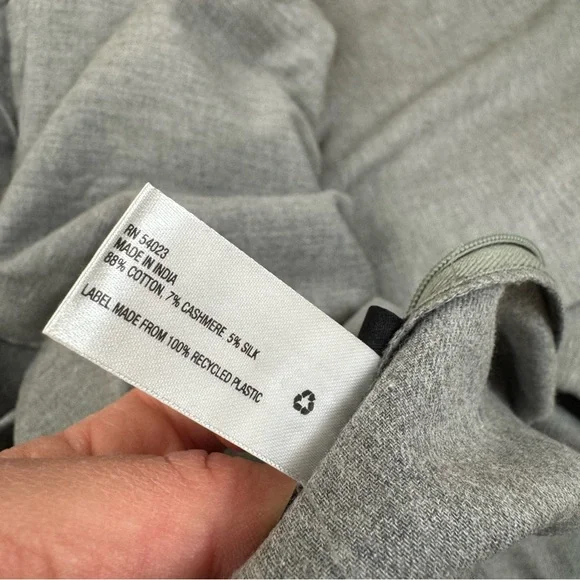 RN 54023
MADE IN INDIA
88% COTTON, 7% CASHMERE 5% SILK
LABEL MADE FROM 100% RECYCLED PLASTIC